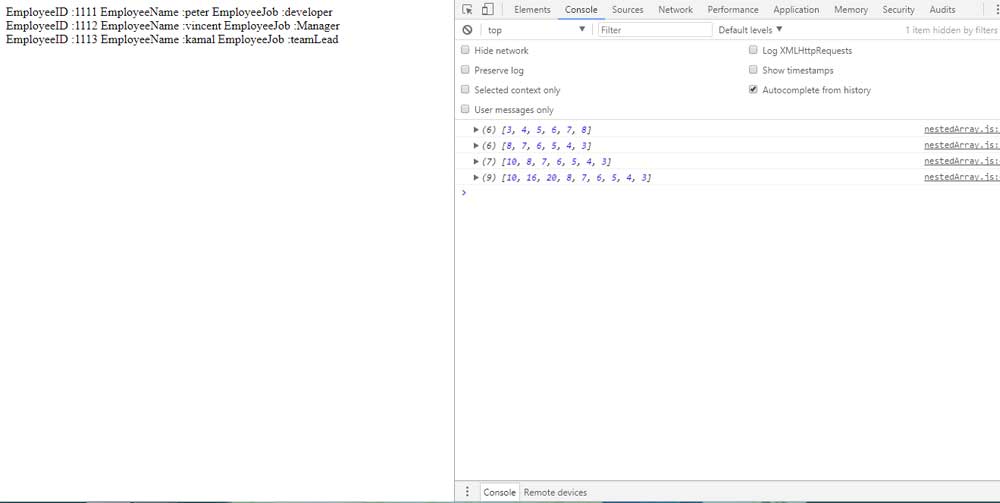 EmployeeID :1111 EmployeeName :peter EmployeeJob :developer
EmployeeID :1112 EmployeeName :vincent EmployeeJob :Manager
EmployeeID :1113 EmployeeName :kamal EmployeeJob :teamLead
Elements Console Sources Network Performance Application Memory Security Audits
top Filter Default levels ▼ 1 item hidden by filters
Hide network Log XMLHttpRequests
Preserve log Show timestamps
Selected context only Autocomplete from history
User messages only
(6) [3, 4, 5, 6, 7, 8] nestedArray.js:
(6) [8, 7, 6, 5, 4, 3] nestedArray.js:
(7) [10, 8, 7, 6, 5, 4, 3] nestedArray.js:
(9) [10, 16, 20, 8, 7, 6, 5, 4, 3] nestedArray.js:
>
Console Remote devices